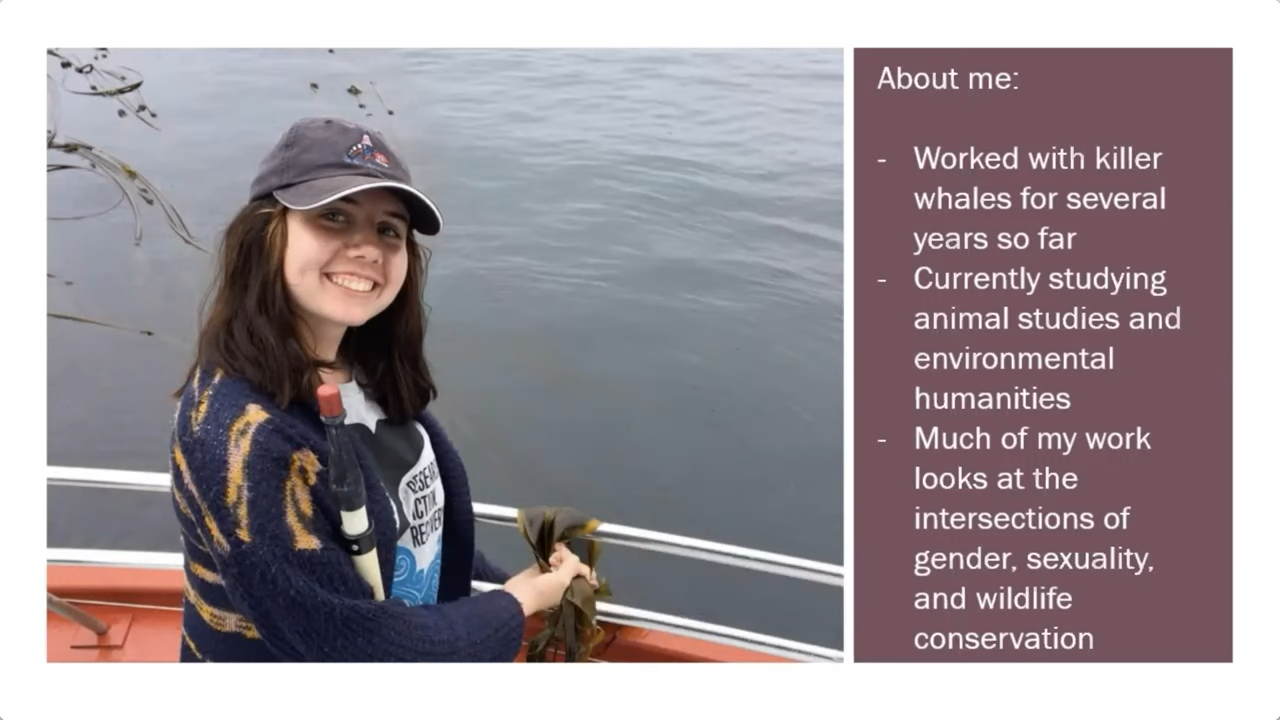 About me:
- Worked with killer
whales for several
years so far
- Currently studying
animal studies and
environmental
humanities
- Much of my work
looks at the
intersections of
gender, sexuality,
and wildlife
conservation